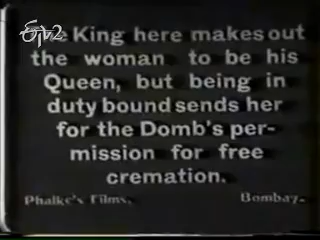 King here makes out
the woman to be his
Queen, but being in
duty bound sends her
for the Domb's per-
mission for free
cremation.
Phalke's Films. Bombay.